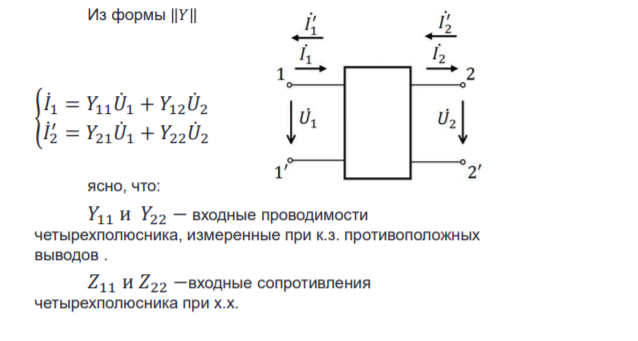 Из формы ||Y||
İ₁′ İ₂′
İ₁ İ₂
1 2
U̇₁ U̇₂
1′ 2′
İ₁ = Y₁₁U̇₁ + Y₁₂U̇₂
İ₂′ = Y₂₁U̇₁ + Y₂₂U̇₂
ясно, что:
Y₁₁ и Y₂₂ — входные проводимости
четырехполюсника, измеренные при к.з. противоположных
выводов .
Z₁₁ и Z₂₂ —входные сопротивления
четырехполюсника при х.х.